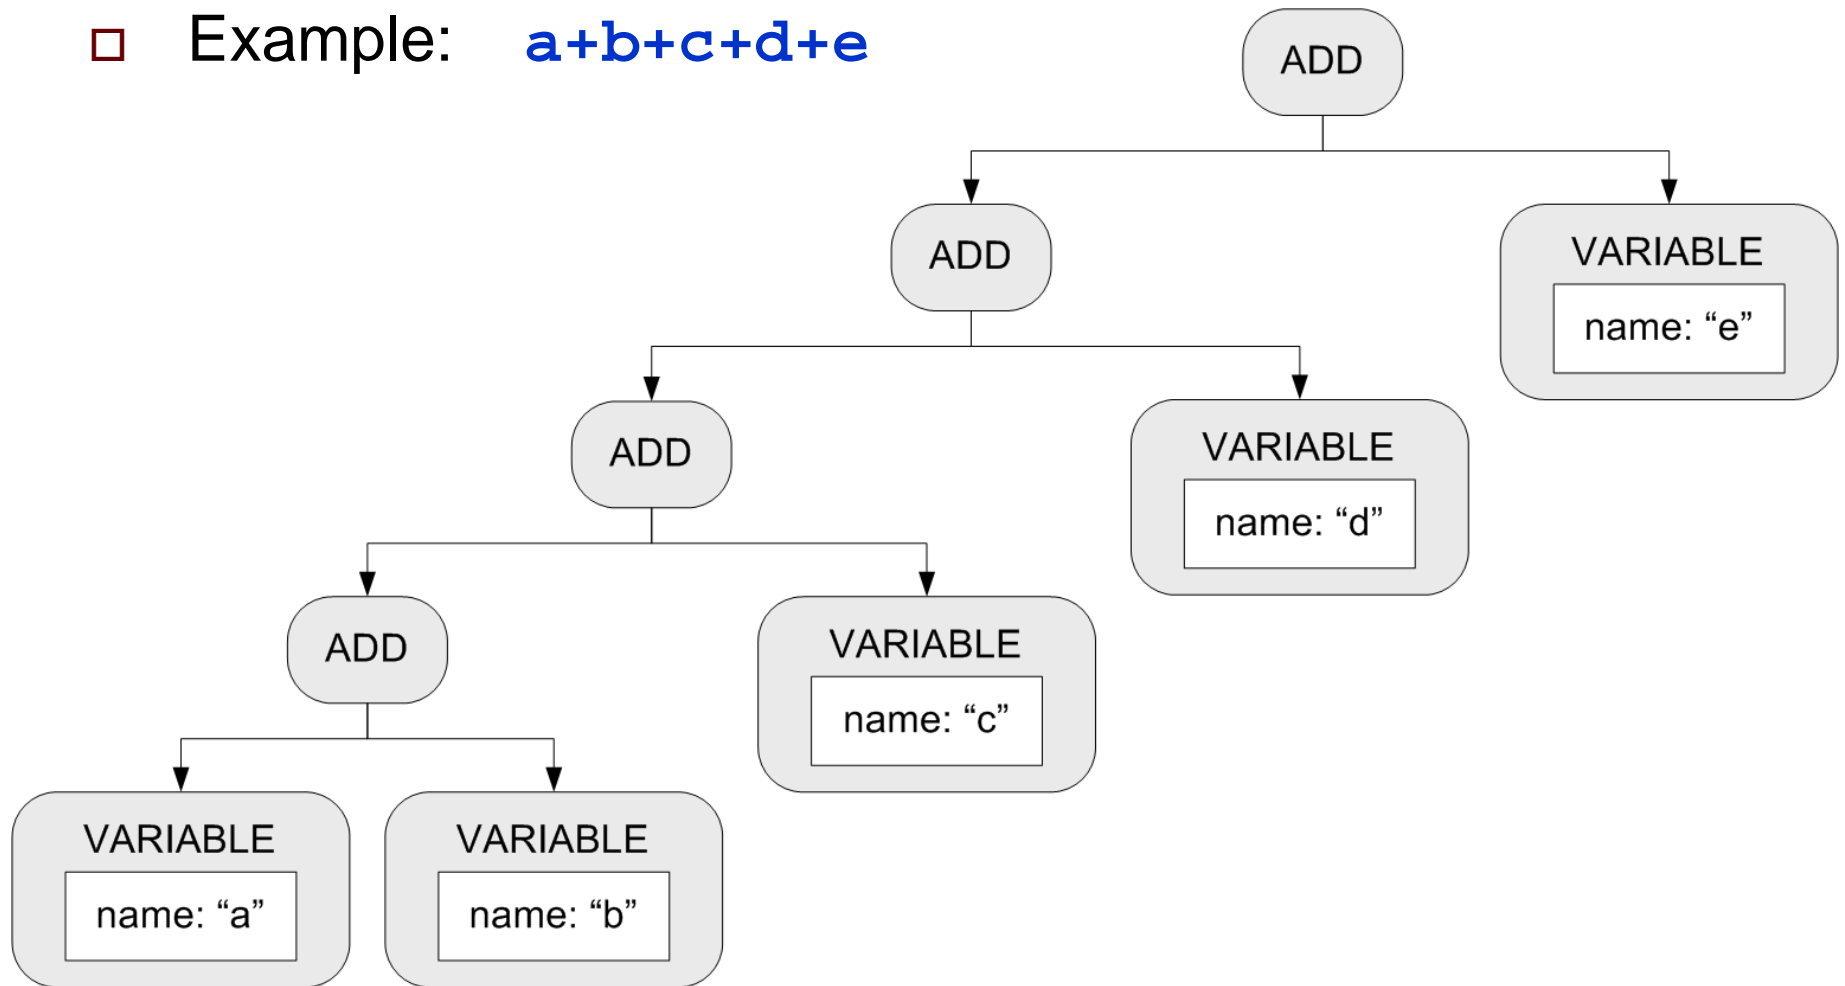 Example: a+b+c+d+e
ADD
ADD
VARIABLE
name: “e”
ADD
VARIABLE
name: “d”
ADD
VARIABLE
name: “c”
VARIABLE
name: “a”
VARIABLE
name: “b”